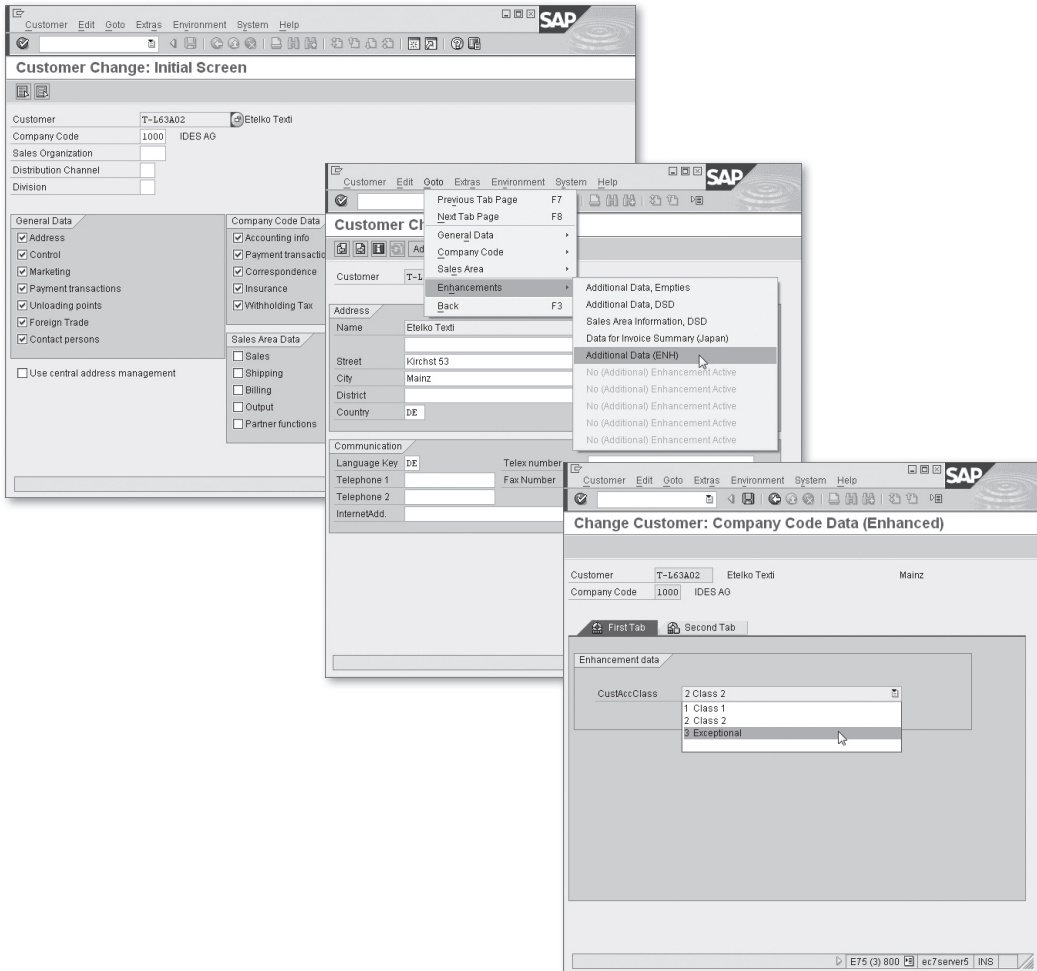 Customer Edit Goto Extras Environment System Help
SAP
Customer Change: Initial Screen
Customer T-L63A02 Etelko Texti
Company Code 1000 IDES AG
Sales Organization
Distribution Channel
Division
General Data
Address
Control
Marketing
Payment transactions
Unloading points
Foreign Trade
Contact persons
Company Code Data
Accounting info
Correspondence
Insurance
Withholding Tax
Sales Area Data
Sales
Shipping
Billing
Output
Partner functions
Use central address management
Customer Edit Goto Extras Environment System Help
SAP
Previous Tab Page F7
Next Tab Page F8
General Data
Company Code
Sales Area
Enhancements
Back F3
Additional Data, Empties
Additional Data, DSD
Sales Area Information, DSD
Data for Invoice Summary (Japan)
Additional Data (ENH)
No (Additional) Enhancement Active
No (Additional) Enhancement Active
No (Additional) Enhancement Active
No (Additional) Enhancement Active
No (Additional) Enhancement Active
Customer
Address
Name Etelko Texti
Street Kirchst 53
City Mainz
District
Country DE
Communication
Language Key DE Telex number
Telephone 1 Fax Number
Telephone 2
InternetAdd.
Customer Edit Goto Extras Environment System Help
SAP
Change Customer: Company Code Data (Enhanced)
Customer T-L63A02 Etelko Texti Mainz
Company Code 1000 IDES AG
First Tab Second Tab
Enhancement data
CustAccClass 2 Class 2
1 Class 1
2 Class 2
3 Exceptional
E75 (3) 800 ec7server5 INS